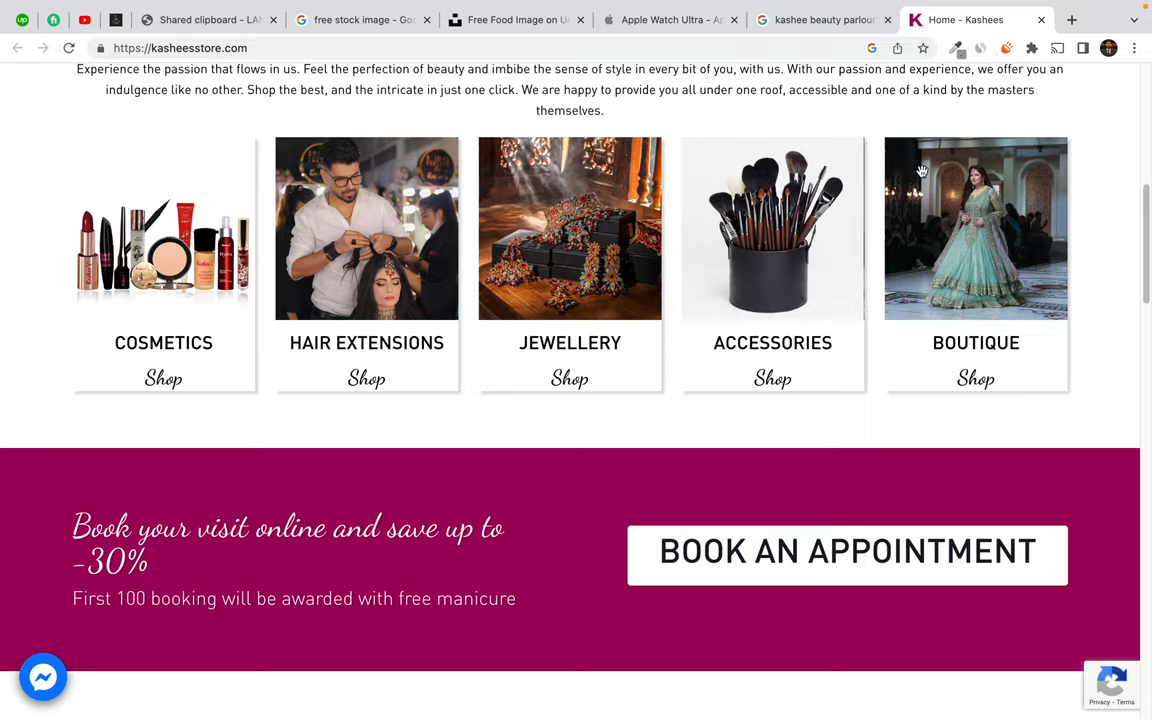 Shared clipboard - LAN
free stock image - Goo
Free Food Image on U
Apple Watch Ultra - Ap
kashee beauty parlour
Home - Kashees
https://kasheesstore.com
Experience the passion that flows in us. Feel the perfection of beauty and imbibe the sense of style in every bit of you, with us. With our passion and experience, we offer you an
indulgence like no other. Shop the best, and the intricate in just one click. We are happy to provide you all under one roof, accessible and one of a kind by the masters
themselves.
COSMETICS
HAIR EXTENSIONS
JEWELLERY
ACCESSORIES
BOUTIQUE
Shop
Shop
Shop
Shop
Shop
Book your visit online and save up to
-30%
First 100 booking will be awarded with free manicure
BOOK AN APPOINTMENT
Privacy - Terms